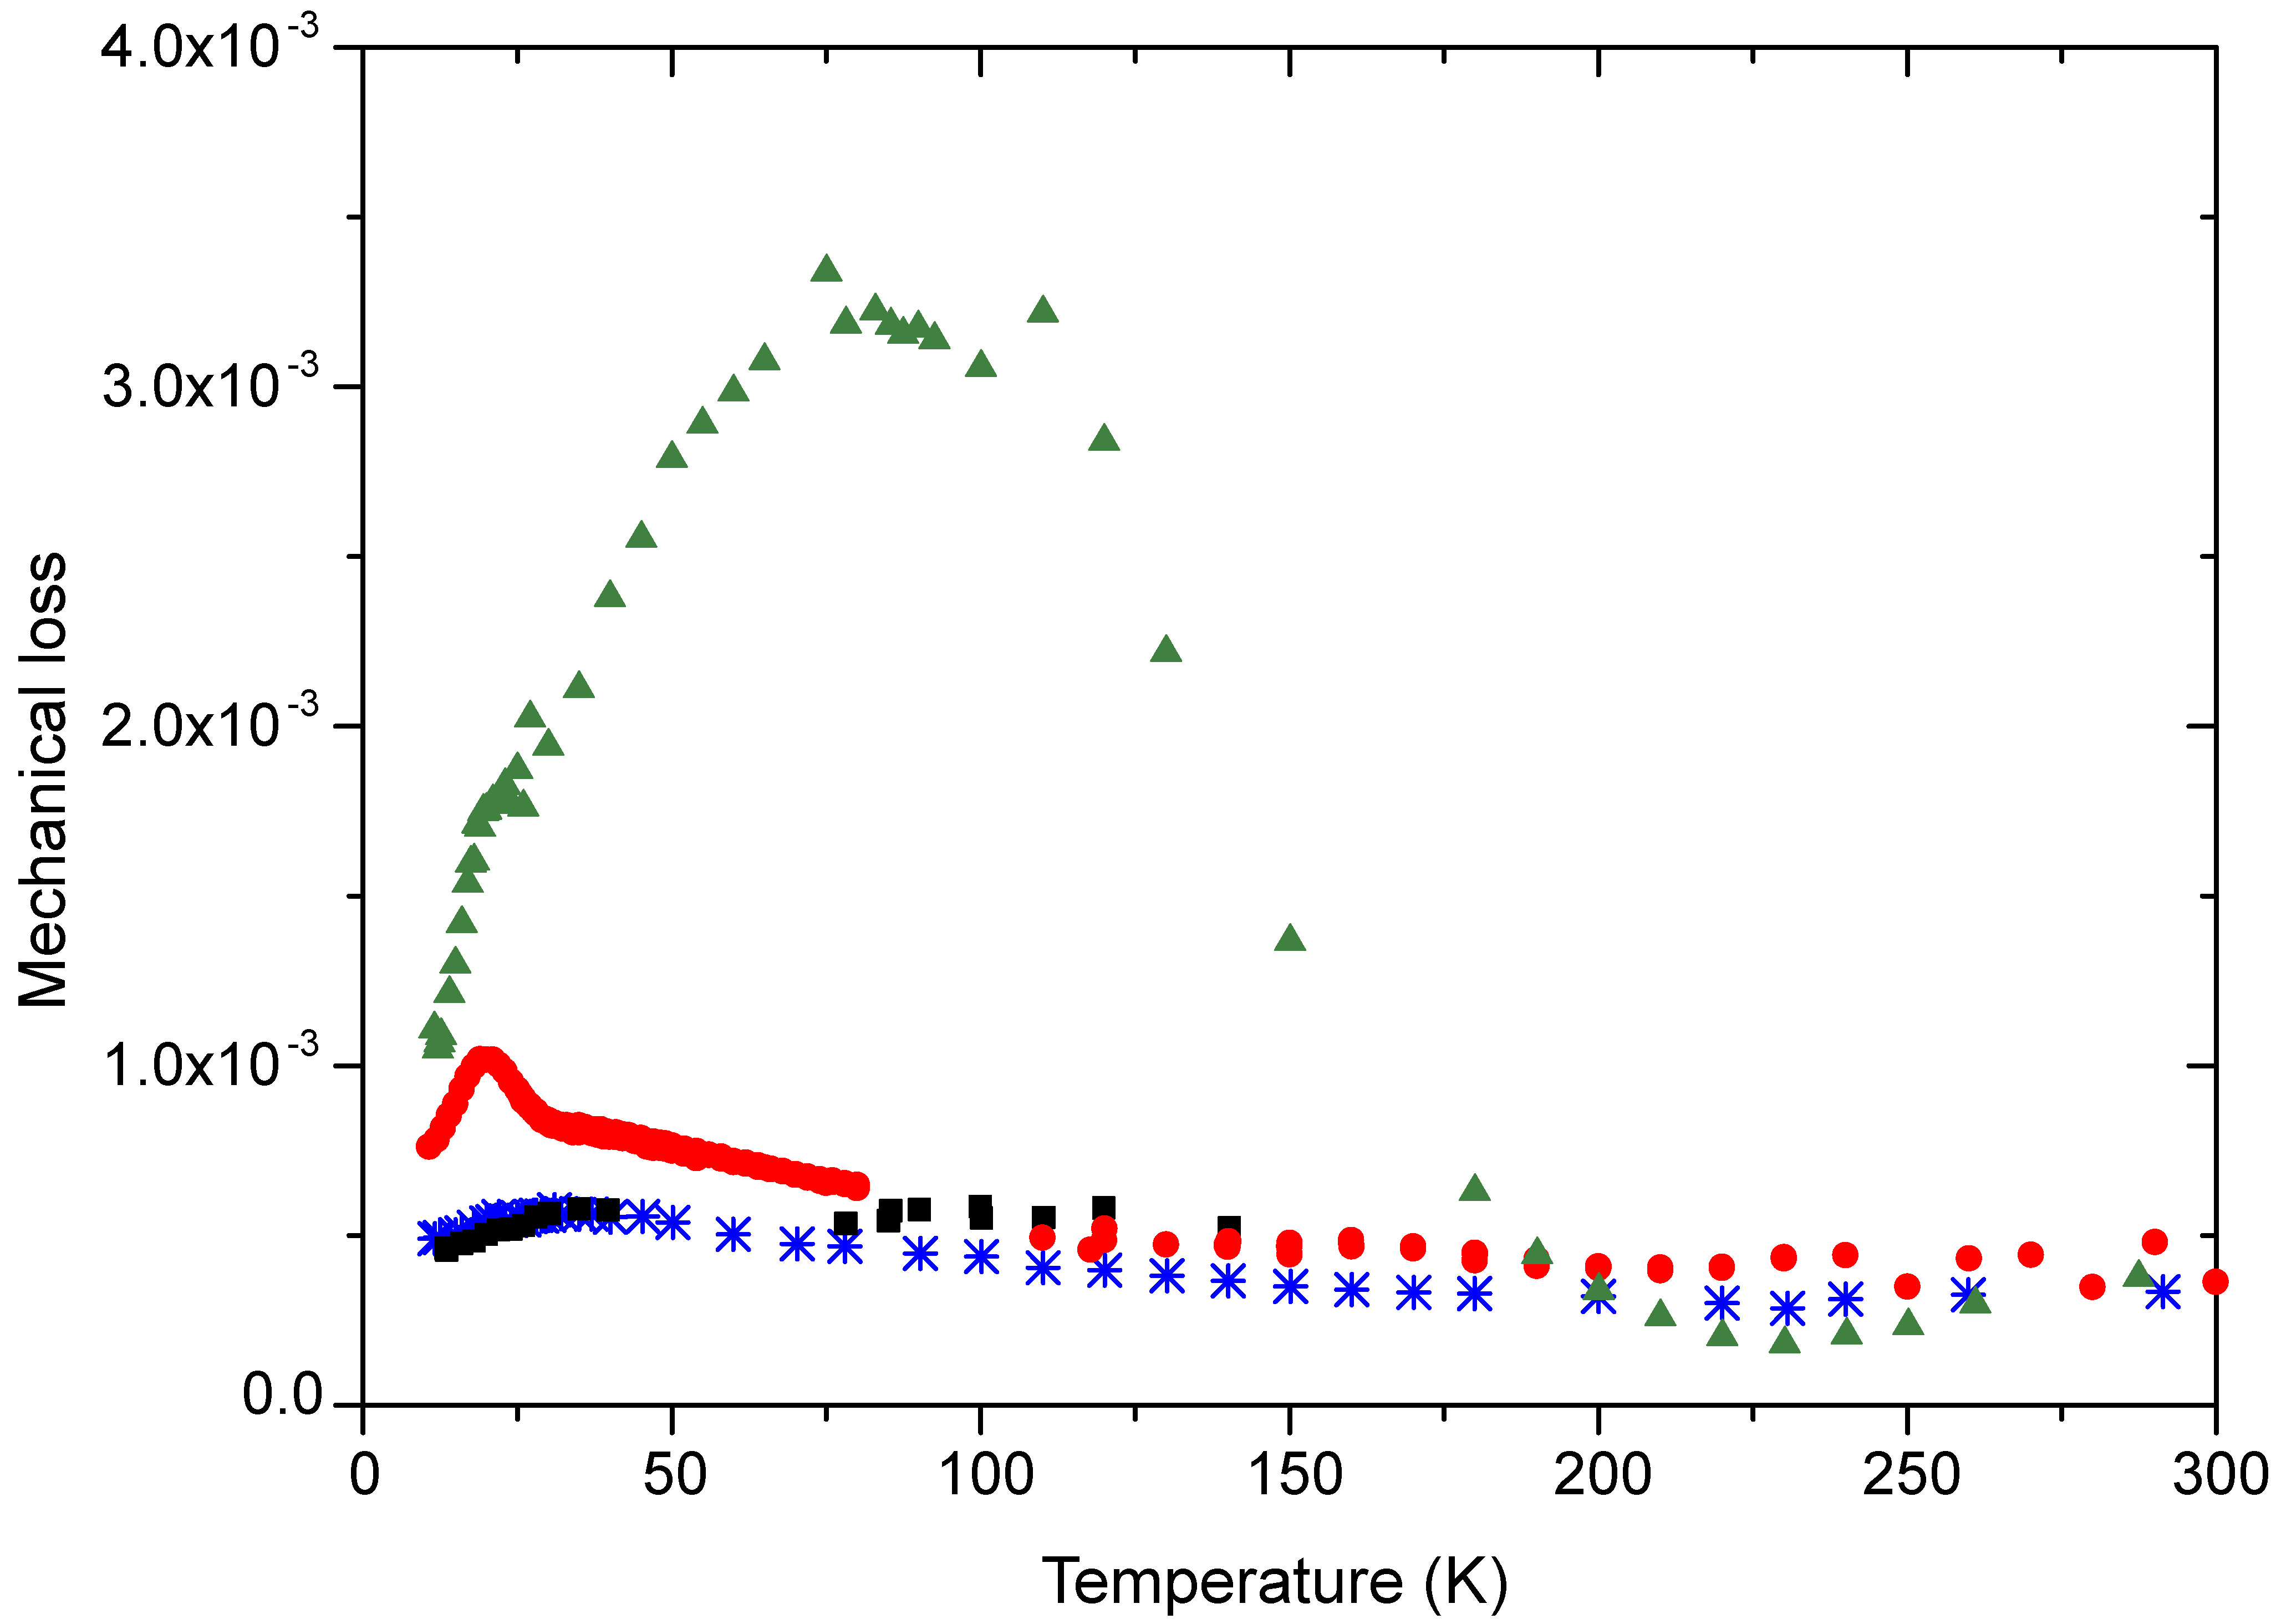 4.0x10⁻³
3.0x10⁻³
2.0x10⁻³
1.0x10⁻³
0.0
Mechanical loss
0 50 100 150 200 250 300
Temperature (K)